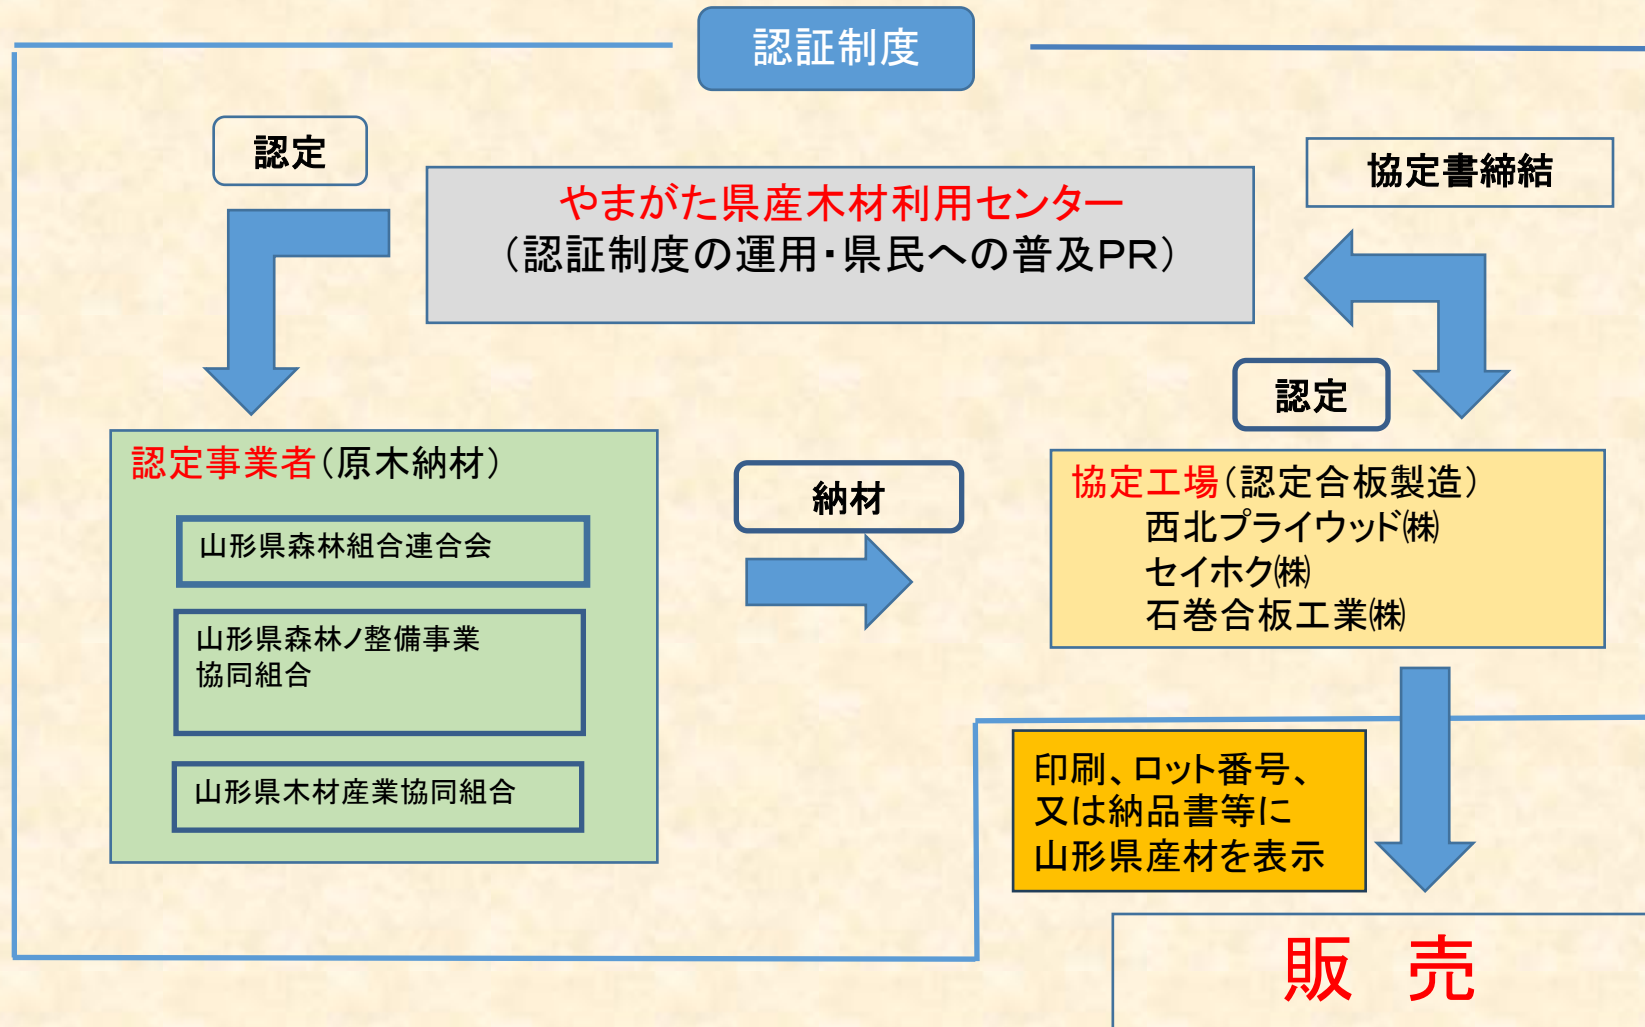 認証制度
認定
やまがた県産木材利用センター
（認証制度の運用・県民への普及PR）
協定書締結
認定
認定事業者（原木納材）
山形県森林組合連合会
山形県森林ノ整備事業
協同組合
山形県木材産業協同組合
納材
協定工場（認定合板製造）
西北プライウッド㈱
セイホク㈱
石巻合板工業㈱
印刷、ロット番号、
又は納品書等に
山形県産材を表示
販　売